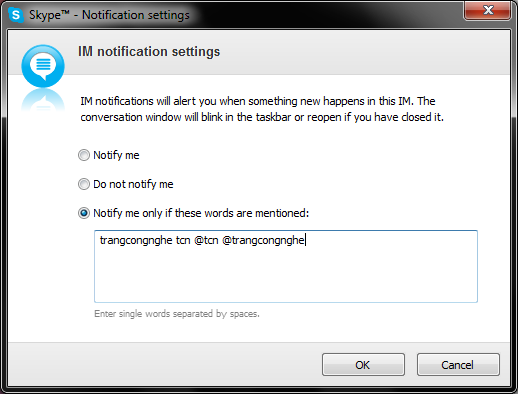 Skype™ - Notification settings
IM notification settings
IM notifications will alert you when something new happens in this IM. The
conversation window will blink in the taskbar or reopen if you have closed it.
Notify me
Do not notify me
Notify me only if these words are mentioned:
trangcongnghe tcn @tcn @trangcongnghe
Enter single words separated by spaces.
OK Cancel